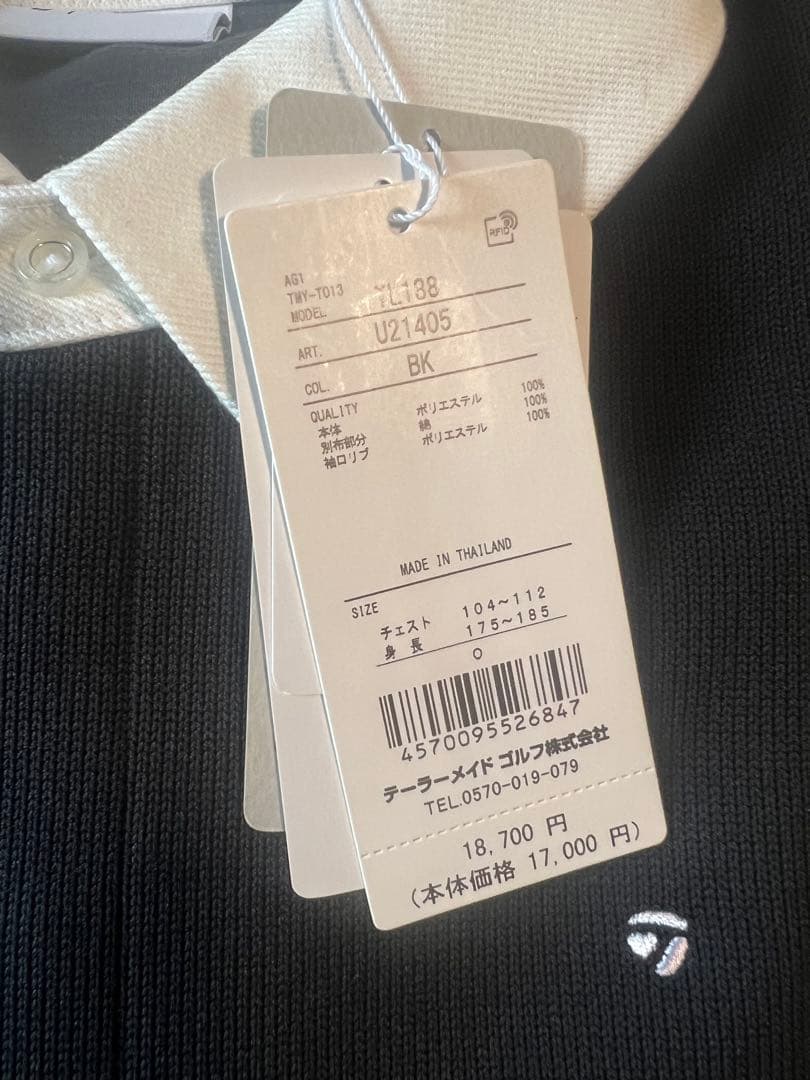 RFID
AG1
TMY-T013
MODEL YL138
ART. U21405
COL. BK
QUALITY
本体 ポリエステル 100%
別布部分 綿 100%
袖口リブ ポリエステル 100%
MADE IN THAILAND
SIZE
チェスト 104~112
身長 175~185
O
4570095526847
テーラーメイド ゴルフ株式会社
TEL.0570-019-079
18,700 円
(本体価格 17,000 円)